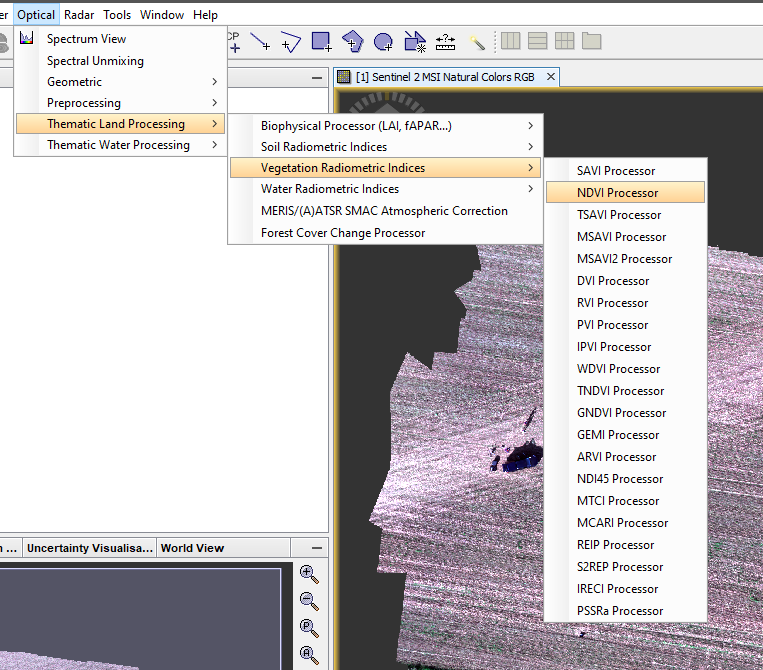 er Optical Radar Tools Window Help
Spectrum View
Spectral Unmixing
Geometric
Preprocessing
Thematic Land Processing
Thematic Water Processing
CP
[1] Sentinel 2 MSI Natural Colors RGB
Biophysical Processor (LAI, fAPAR...)
Soil Radiometric Indices
Vegetation Radiometric Indices
Water Radiometric Indices
MERIS/(A)ATSR SMAC Atmospheric Correction
Forest Cover Change Processor
SAVI Processor
NDVI Processor
TSAVI Processor
MSAVI Processor
MSAVI2 Processor
DVI Processor
RVI Processor
PVI Processor
IPVI Processor
WDVI Processor
TNDVI Processor
GNDVI Processor
GEMI Processor
ARVI Processor
NDI45 Processor
MTCI Processor
MCARI Processor
REIP Processor
S2REP Processor
IRECI Processor
PSSRa Processor
n ... Uncertainty Visualisa... World View